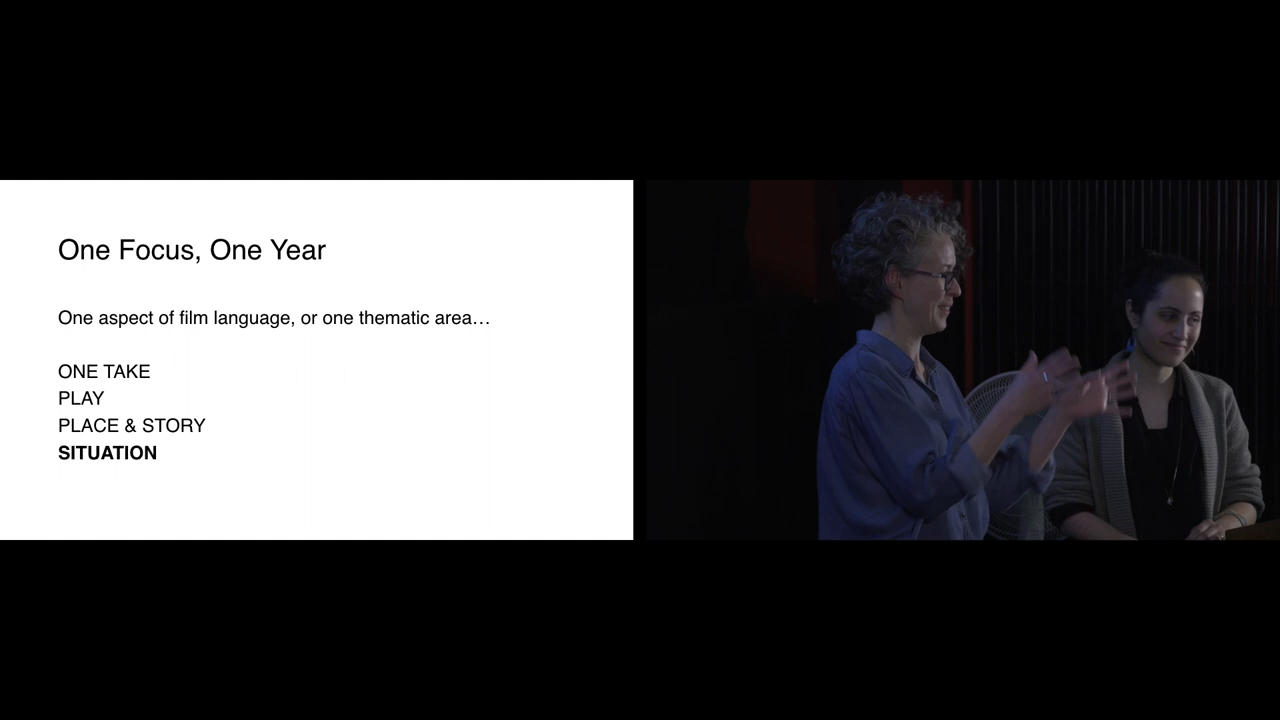 One Focus, One Year
One aspect of film language, or one thematic area…
ONE TAKE
PLAY
PLACE & STORY
SITUATION